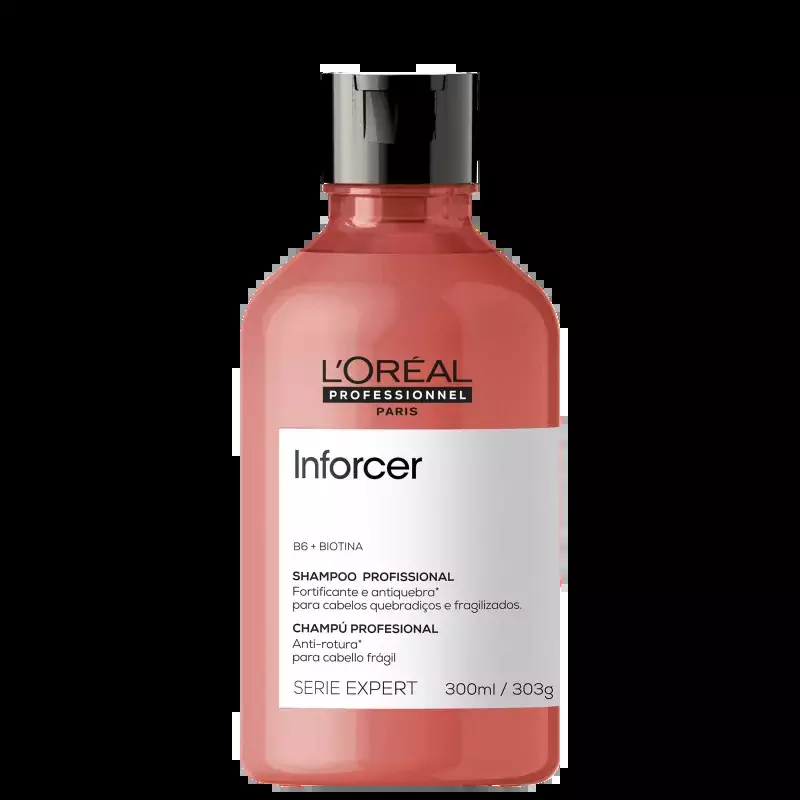 L'ORÉAL
PROFESSIONNEL
PARIS
Inforcer
B6 + BIOTINA
SHAMPOO PROFISSIONAL
Fortificante e antiquebra*
para cabelos quebradiços e fragilizados.
CHAMPÚ PROFESIONAL
Anti-rotura*
para cabello frágil
SERIE EXPERT 300ml / 303g